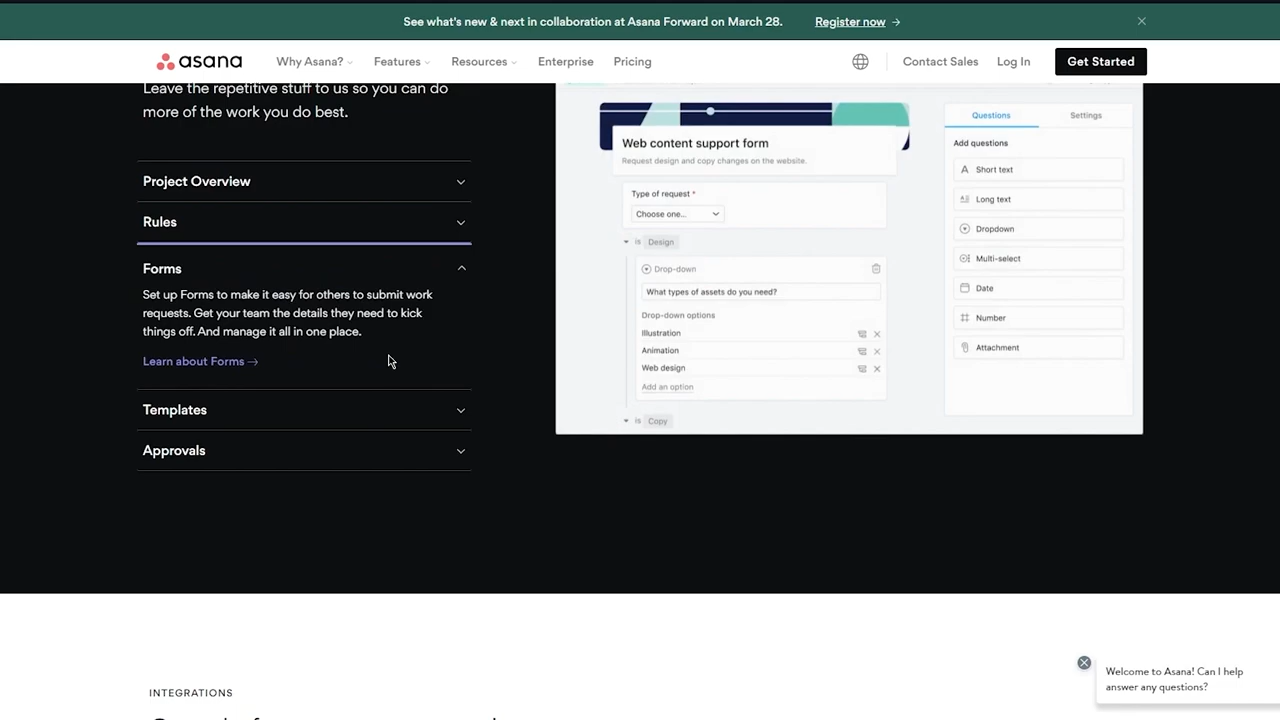 See what's new & next in collaboration at Asana Forward on March 28. Register now →
asana Why Asana? Features Resources Enterprise Pricing Contact Sales Log In Get Started
Leave the repetitive stuff to us so you can do
more of the work you do best.
Project Overview
Rules
Forms
Set up Forms to make it easy for others to submit work
requests. Get your team the details they need to kick
things off. And manage it all in one place.
Learn about Forms →
Templates
Approvals
Web content support form
Request design and copy changes on the website.
Type of request *
Choose one...
is Design
Drop-down
What types of assets do you need?
Drop-down options
Illustration
Animation
Web design
Add an option
is Copy
Questions Settings
Add questions
A Short text
Long text
Dropdown
Multi-select
Date
Number
Attachment
INTEGRATIONS
Welcome to Asana! Can I help
answer any questions?